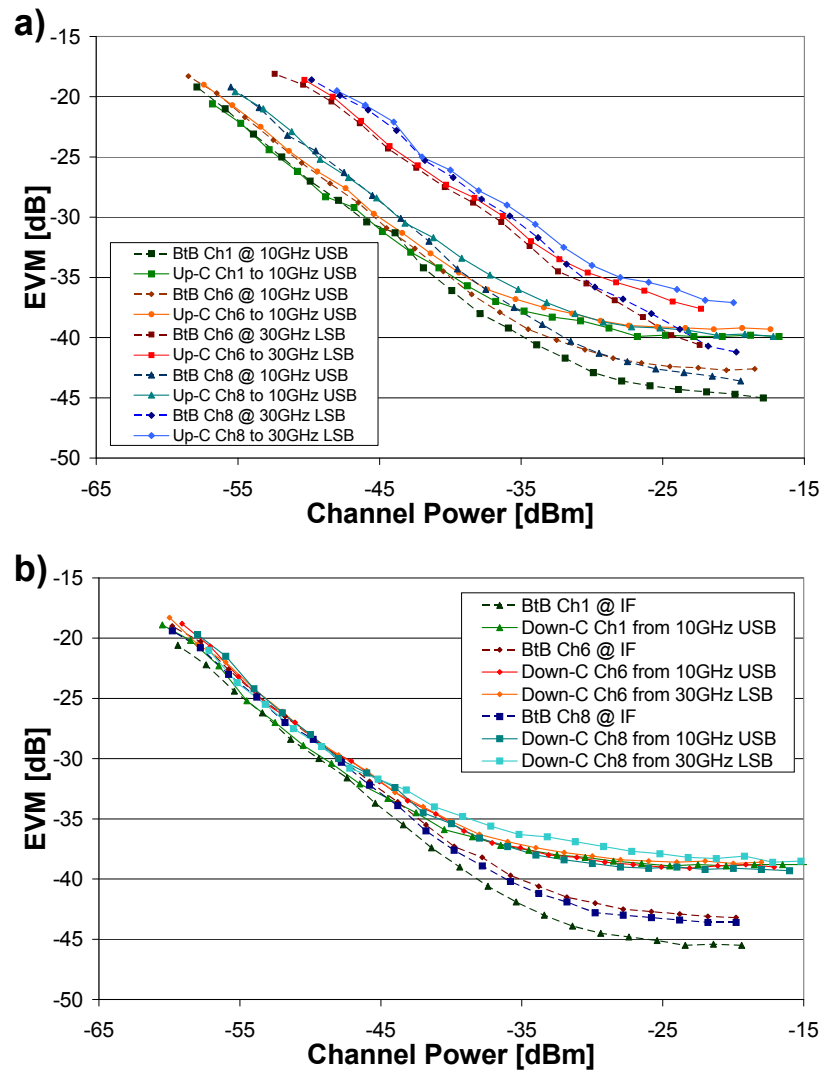 a)
-15
-20
-25
-30
-35
-40
-45
-50
EVM [dB]
BtB Ch1 @ 10GHz USB
Up-C Ch1 to 10GHz USB
BtB Ch6 @ 10GHz USB
Up-C Ch6 to 10GHz USB
BtB Ch6 @ 30GHz LSB
Up-C Ch6 to 30GHz LSB
BtB Ch8 @ 10GHz USB
Up-C Ch8 to 10GHz USB
BtB Ch8 @ 30GHz LSB
Up-C Ch8 to 30GHz LSB
-65 -55 -45 -35 -25 -15
Channel Power [dBm]
b)
-15
-20
-25
-30
-35
-40
-45
-50
EVM [dB]
BtB Ch1 @ IF
Down-C Ch1 from 10GHz USB
BtB Ch6 @ IF
Down-C Ch6 from 10GHz USB
Down-C Ch6 from 30GHz LSB
BtB Ch8 @ IF
Down-C Ch8 from 10GHz USB
Down-C Ch8 from 30GHz LSB
-65 -55 -45 -35 -25 -15
Channel Power [dBm]